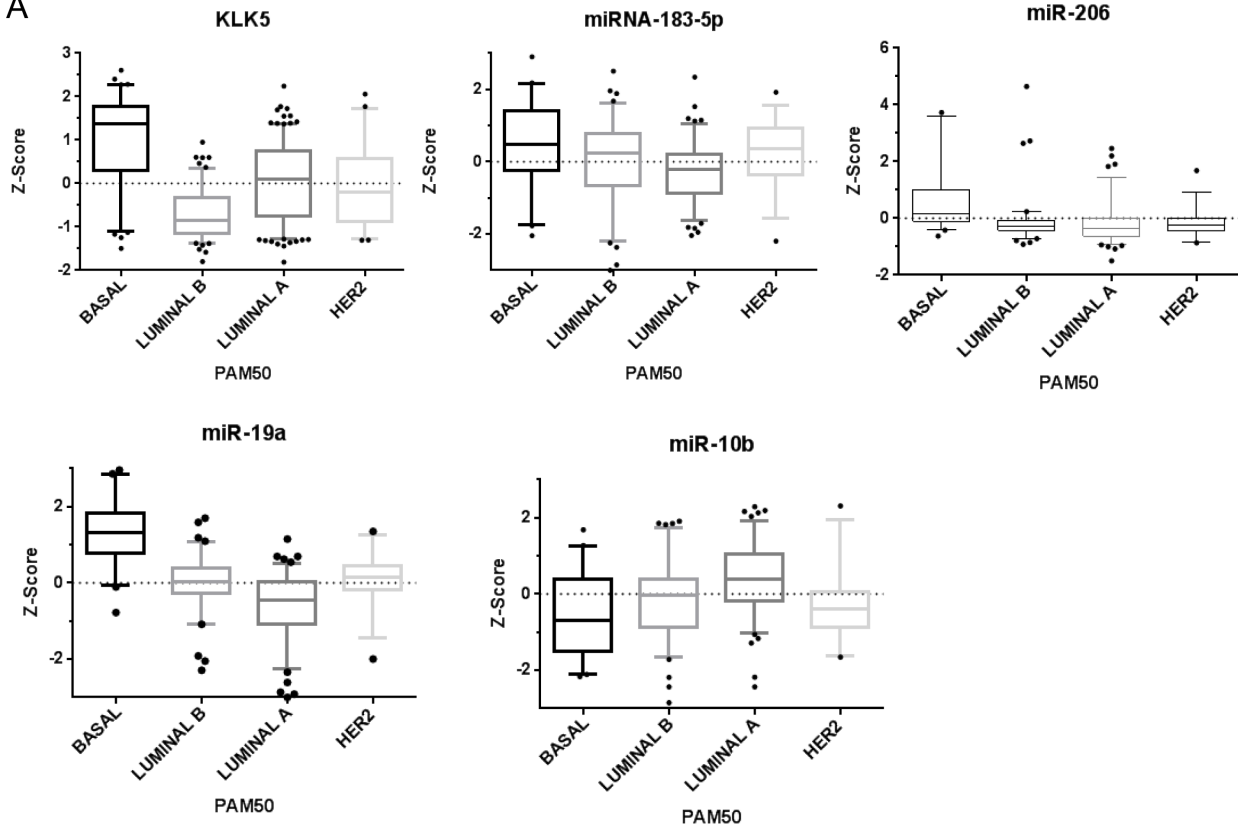 A
KLK5
Z-Score
3
2
1
0
-1
-2
BASAL
LUMINAL B
LUMINAL A
HER2
PAM50
miRNA-183-5p
Z-Score
2
0
-2
BASAL
LUMINAL B
LUMINAL A
HER2
PAM50
miR-206
Z-Score
6
4
2
0
-2
BASAL
LUMINAL B
LUMINAL A
HER2
PAM50
miR-19a
Z-Score
2
0
-2
BASAL
LUMINAL B
LUMINAL A
HER2
PAM50
miR-10b
Z-Score
2
0
-2
BASAL
LUMINAL B
LUMINAL A
HER2
PAM50